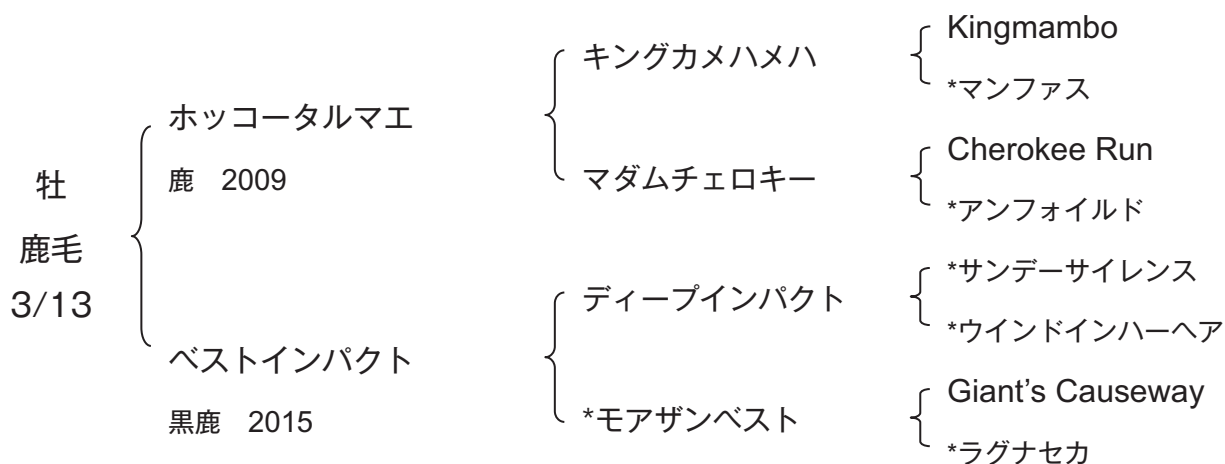 牡
鹿毛
3/13
ホッコータルマエ
鹿　2009
ベストインパクト
黒鹿　2015
キングカメハメハ
マダムチェロキー
ディープインパクト
*モアザンベスト
Kingmambo
*マンファス
Cherokee Run
*アンフォイルド
*サンデーサイレンス
*ウインドインハーヘア
Giant’s Causeway
*ラグナセカ